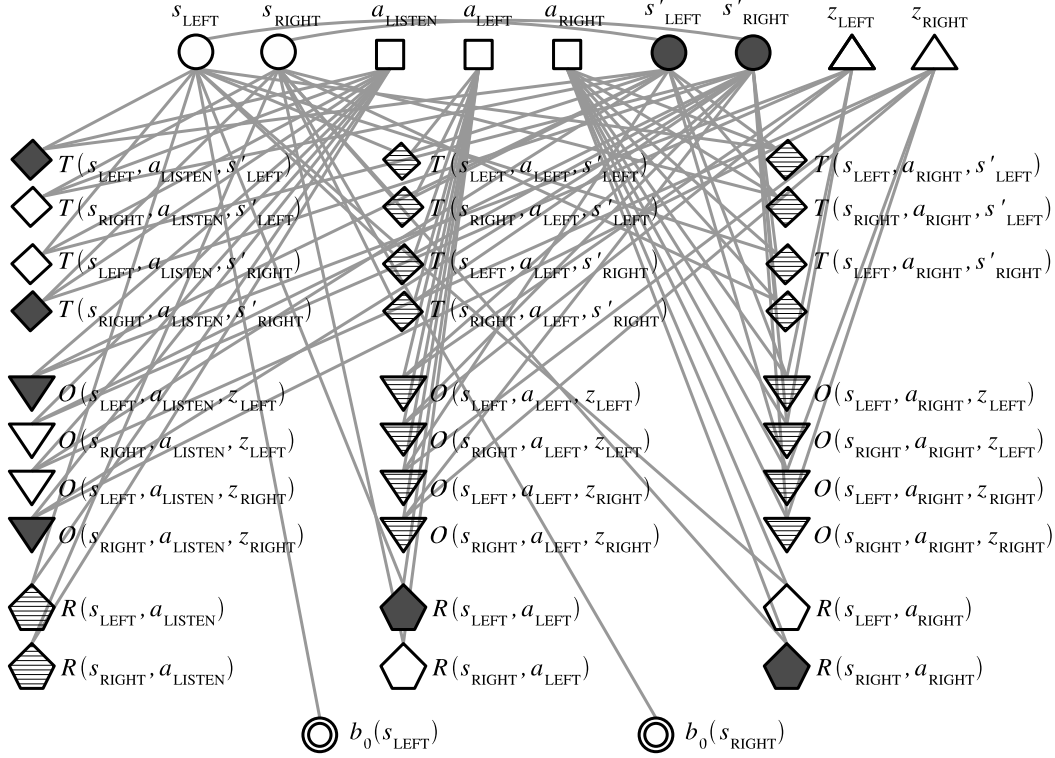 s_LEFT s_RIGHT a_LISTEN a_LEFT a_RIGHT s'_LEFT s'_RIGHT z_LEFT z_RIGHT
T(s_LEFT, a_LISTEN, s'_LEFT) T(s_LEFT, a_LEFT, s'_LEFT) T(s_LEFT, a_RIGHT, s'_LEFT)
T(s_RIGHT, a_LISTEN, s'_LEFT) T(s_RIGHT, a_LEFT, s'_LEFT) T(s_RIGHT, a_RIGHT, s'_LEFT)
T(s_LEFT, a_LISTEN, s'_RIGHT) T(s_LEFT, a_LEFT, s'_RIGHT) T(s_LEFT, a_RIGHT, s'_RIGHT)
T(s_RIGHT, a_LISTEN, s'_RIGHT) T(s_RIGHT, a_LEFT, s'_RIGHT)
O(s_LEFT, a_LISTEN, z_LEFT) O(s_LEFT, a_LEFT, z_LEFT) O(s_LEFT, a_RIGHT, z_LEFT)
O(s_RIGHT, a_LISTEN, z_LEFT) O(s_RIGHT, a_LEFT, z_LEFT) O(s_RIGHT, a_RIGHT, z_LEFT)
O(s_LEFT, a_LISTEN, z_RIGHT) O(s_LEFT, a_LEFT, z_RIGHT) O(s_LEFT, a_RIGHT, z_RIGHT)
O(s_RIGHT, a_LISTEN, z_RIGHT) O(s_RIGHT, a_LEFT, z_RIGHT) O(s_RIGHT, a_RIGHT, z_RIGHT)
R(s_LEFT, a_LISTEN) R(s_LEFT, a_LEFT) R(s_LEFT, a_RIGHT)
R(s_RIGHT, a_LISTEN) R(s_RIGHT, a_LEFT) R(s_RIGHT, a_RIGHT)
b_0(s_LEFT) b_0(s_RIGHT)